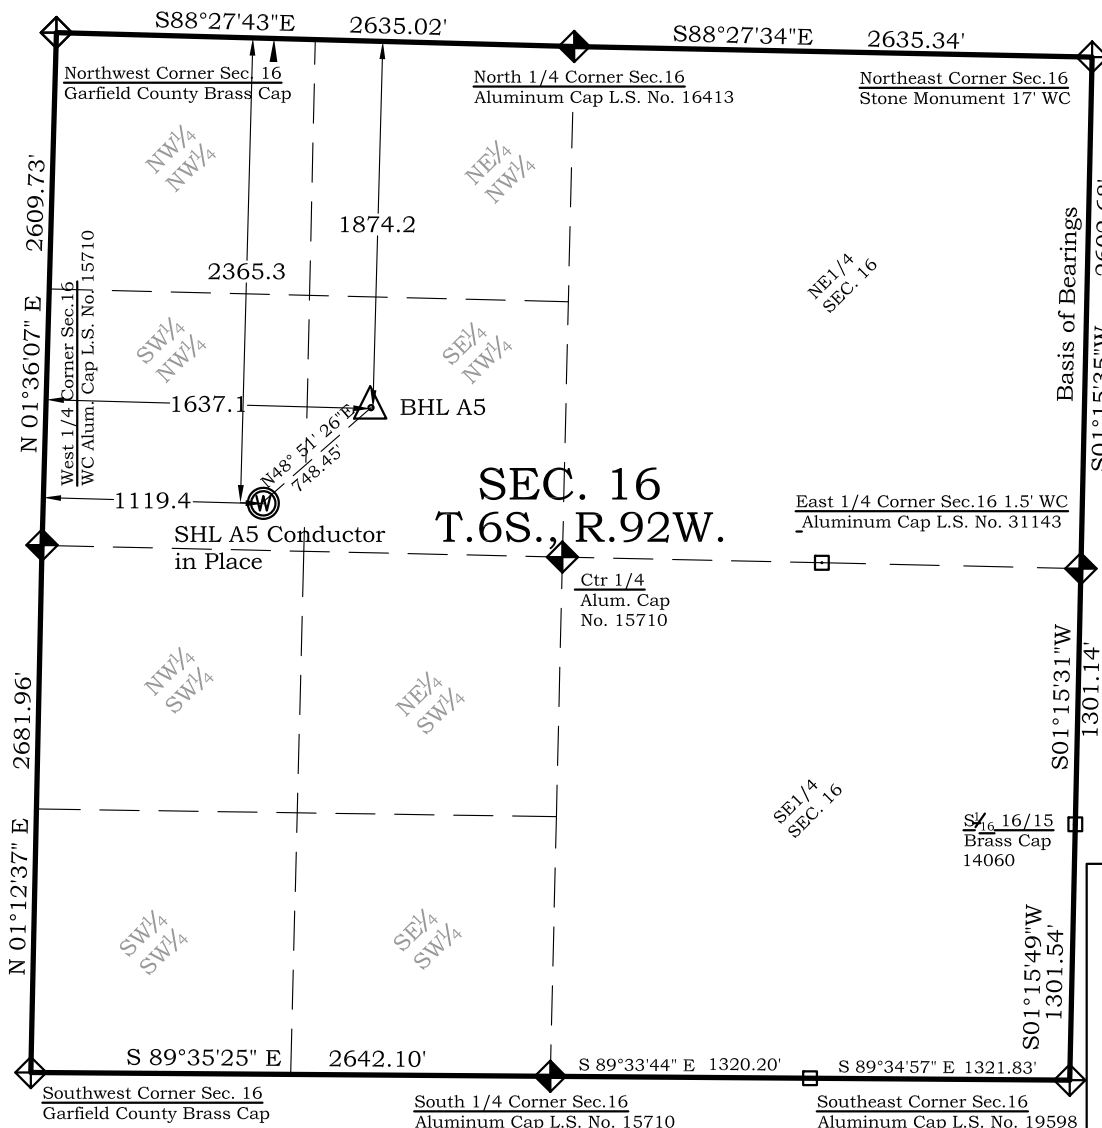 S88°27'43"E 2635.02'
S88°27'34"E 2635.34'
Northwest Corner Sec. 16
Garfield County Brass Cap
North 1/4 Corner Sec.16
Aluminum Cap L.S. No. 16413
Northeast Corner Sec.16
Stone Monument 17' WC
NW¼
NW¼
NE¼
NW¼
2609.73'
N 01°36'07" E
West 1/4 Corner Sec.16
WC Alum. Cap L.S. No. 15710
1874.2
2365.3
NE1/4
SEC. 16
Basis of Bearings
S01°15'35"W
SW¼
NW¼
SE¼
NW¼
1637.1
BHL A5
N48° 51' 26"E
748.45'
1119.4
SHL A5 Conductor
in Place
SEC. 16
T.6S., R.92W.
East 1/4 Corner Sec.16 1.5' WC
Aluminum Cap L.S. No. 31143
Ctr 1/4
Alum. Cap
No. 15710
2681.96'
N 01°12'37" E
NW¼
SW¼
NE¼
SW¼
S01°15'31"W
1301.14'
SE1/4
SEC. 16
S 1/16 16/15
Brass Cap
14060
SW¼
SW¼
SE¼
SW¼
S01°15'49"W
1301.54'
S 89°35'25" E 2642.10'
S 89°33'44" E 1320.20'
S 89°34'57" E 1321.83'
Southwest Corner Sec. 16
Garfield County Brass Cap
South 1/4 Corner Sec.16
Aluminum Cap L.S. No. 15710
Southeast Corner Sec.16
Aluminum Cap L.S. No. 19598